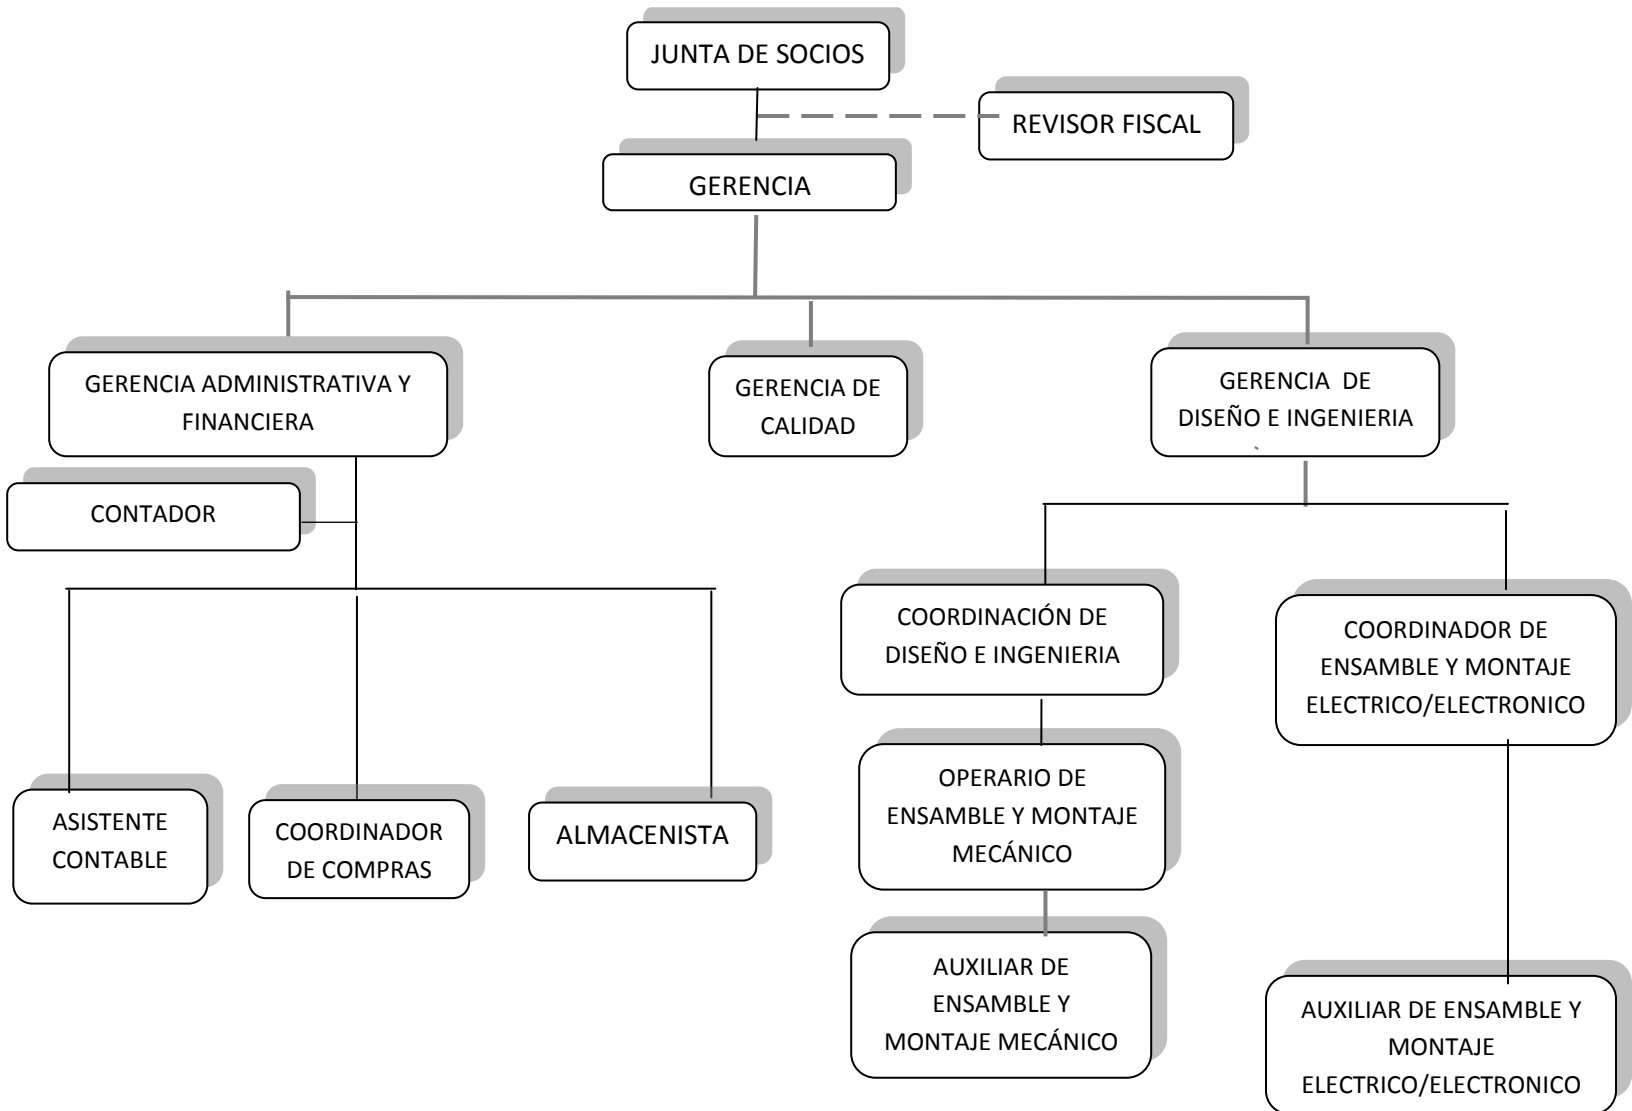 JUNTA DE SOCIOS
REVISOR FISCAL
GERENCIA
GERENCIA ADMINISTRATIVA Y
FINANCIERA
GERENCIA DE
CALIDAD
GERENCIA DE
DISEÑO E INGENIERIA
CONTADOR
COORDINACIÓN DE
DISEÑO E INGENIERIA
COORDINADOR DE
ENSAMBLE Y MONTAJE
ELECTRICO/ELECTRONICO
ASISTENTE
CONTABLE
COORDINADOR
DE COMPRAS
ALMACENISTA
OPERARIO DE
ENSAMBLE Y MONTAJE
MECÁNICO
AUXILIAR DE
ENSAMBLE Y
MONTAJE MECÁNICO
AUXILIAR DE ENSAMBLE Y
MONTAJE
ELECTRICO/ELECTRONICO